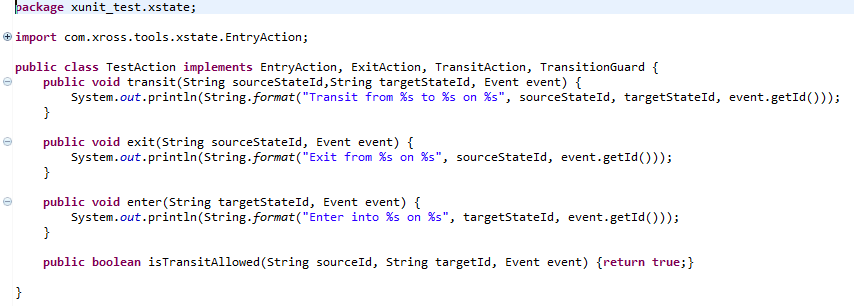 package xunit_test.xstate;
import com.xross.tools.xstate.EntryAction;
public class TestAction implements EntryAction, ExitAction, TransitAction, TransitionGuard {
    public void transit(String sourceStateId,String targetStateId, Event event) {
        System.out.println(String.format("Transit from %s to %s on %s", sourceStateId, targetStateId, event.getId()));
    }
    public void exit(String sourceStateId, Event event) {
        System.out.println(String.format("Exit from %s on %s", sourceStateId, event.getId()));
    }
    public void enter(String targetStateId, Event event) {
        System.out.println(String.format("Enter into %s on %s", targetStateId, event.getId()));
    }
    public boolean isTransitAllowed(String sourceId, String targetId, Event event) {return true;}
}